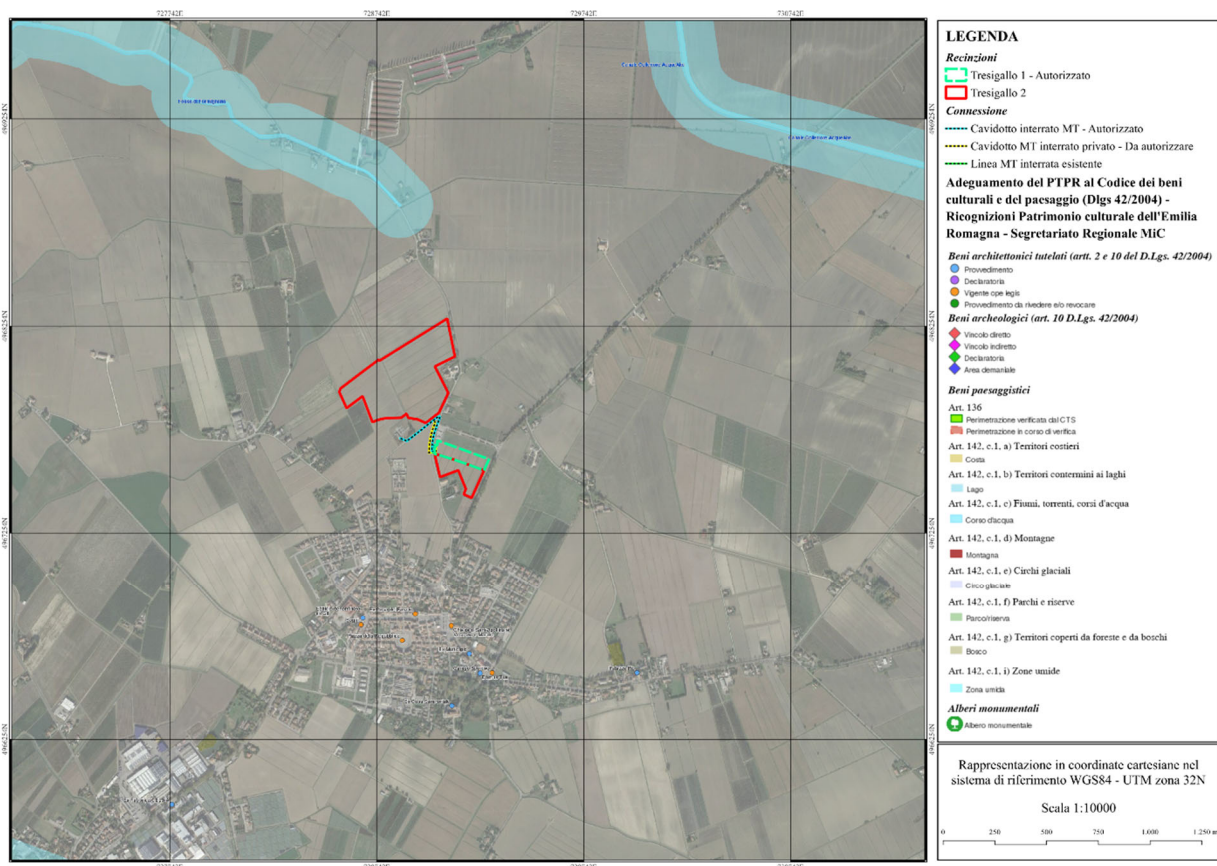 727742E 728742E 729742E 730742E
4969254N
4968254N
4967254N
4966254N
LEGENDA
Recinzioni
Tresigallo 1 - Autorizzato
Tresigallo 2
Connessione
Cavidotto interrato MT - Autorizzato
Cavidotto MT interrato privato - Da autorizzare
Linea MT interrata esistente
Adeguamento del PTPR al Codice dei beni
culturali e del paesaggio (Dlgs 42/2004) -
Ricognizioni Patrimonio culturale dell'Emilia
Romagna - Segretariato Regionale MiC
Beni architettonici tutelati (artt. 2 e 10 del D.Lgs. 42/2004)
Provvedimento
Declaratoria
Vigente ope legis
Provvedimento da rivedere e/o revocare
Beni archeologici (art. 10 D.Lgs. 42/2004)
Vincolo diretto
Vincolo indiretto
Declaratoria
Area demaniale
Beni paesaggistici
Art. 136
Perimetrazione verificata dal CTS
Perimetrazione in corso di verifica
Art. 142, c.1, a) Territori costieri
Costa
Art. 142, c.1, b) Territori contermini ai laghi
Lago
Art. 142, c.1, c) Fiumi, torrenti, corsi d'acqua
Corso d'acqua
Art. 142, c.1, d) Montagne
Montagna
Art. 142, c.1, e) Circhi glaciali
Circo glaciale
Art. 142, c.1, f) Parchi e riserve
Parco/riserva
Art. 142, c.1, g) Territori coperti da foreste e da boschi
Bosco
Art. 142, c.1, i) Zone umide
Zona umida
Alberi monumentali
Albero monumentale
Rappresentazione in coordinate cartesiane nel
sistema di riferimento WGS84 - UTM zona 32N
Scala 1:10000
0 250 500 750 1.000 1.250 m